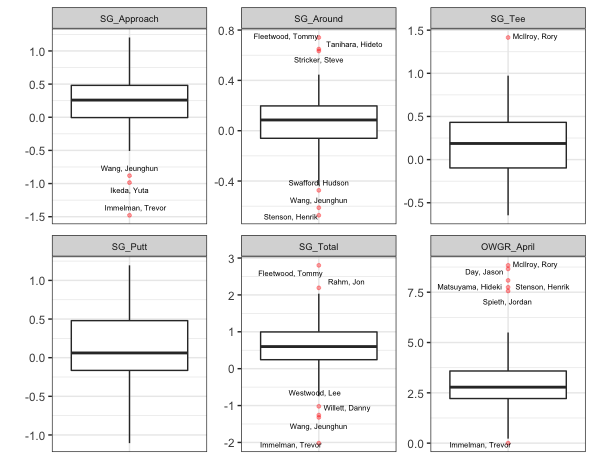 SG_Approach
1.0
0.5
0.0
-0.5
-1.0
-1.5
Wang, Jeunghun
Ikeda, Yuta
Immelman, Trevor
SG_Around
0.8
0.4
0.0
-0.4
Fleetwood, Tommy
Tanihara, Hideto
Stricker, Steve
Swafford, Hudson
Wang, Jeunghun
Stenson, Henrik
SG_Tee
1.5
1.0
0.5
0.0
-0.5
McIlroy, Rory
SG_Putt
1.0
0.5
0.0
-0.5
-1.0
SG_Total
3
2
1
0
-1
-2
Fleetwood, Tommy
Rahm, Jon
Westwood, Lee
Willett, Danny
Wang, Jeunghun
Immelman, Trevor
OWGR_April
7.5
5.0
2.5
0.0
McIlroy, Rory
Day, Jason
Matsuyama, Hideki
Stenson, Henrik
Spieth, Jordan
Immelman, Trevor